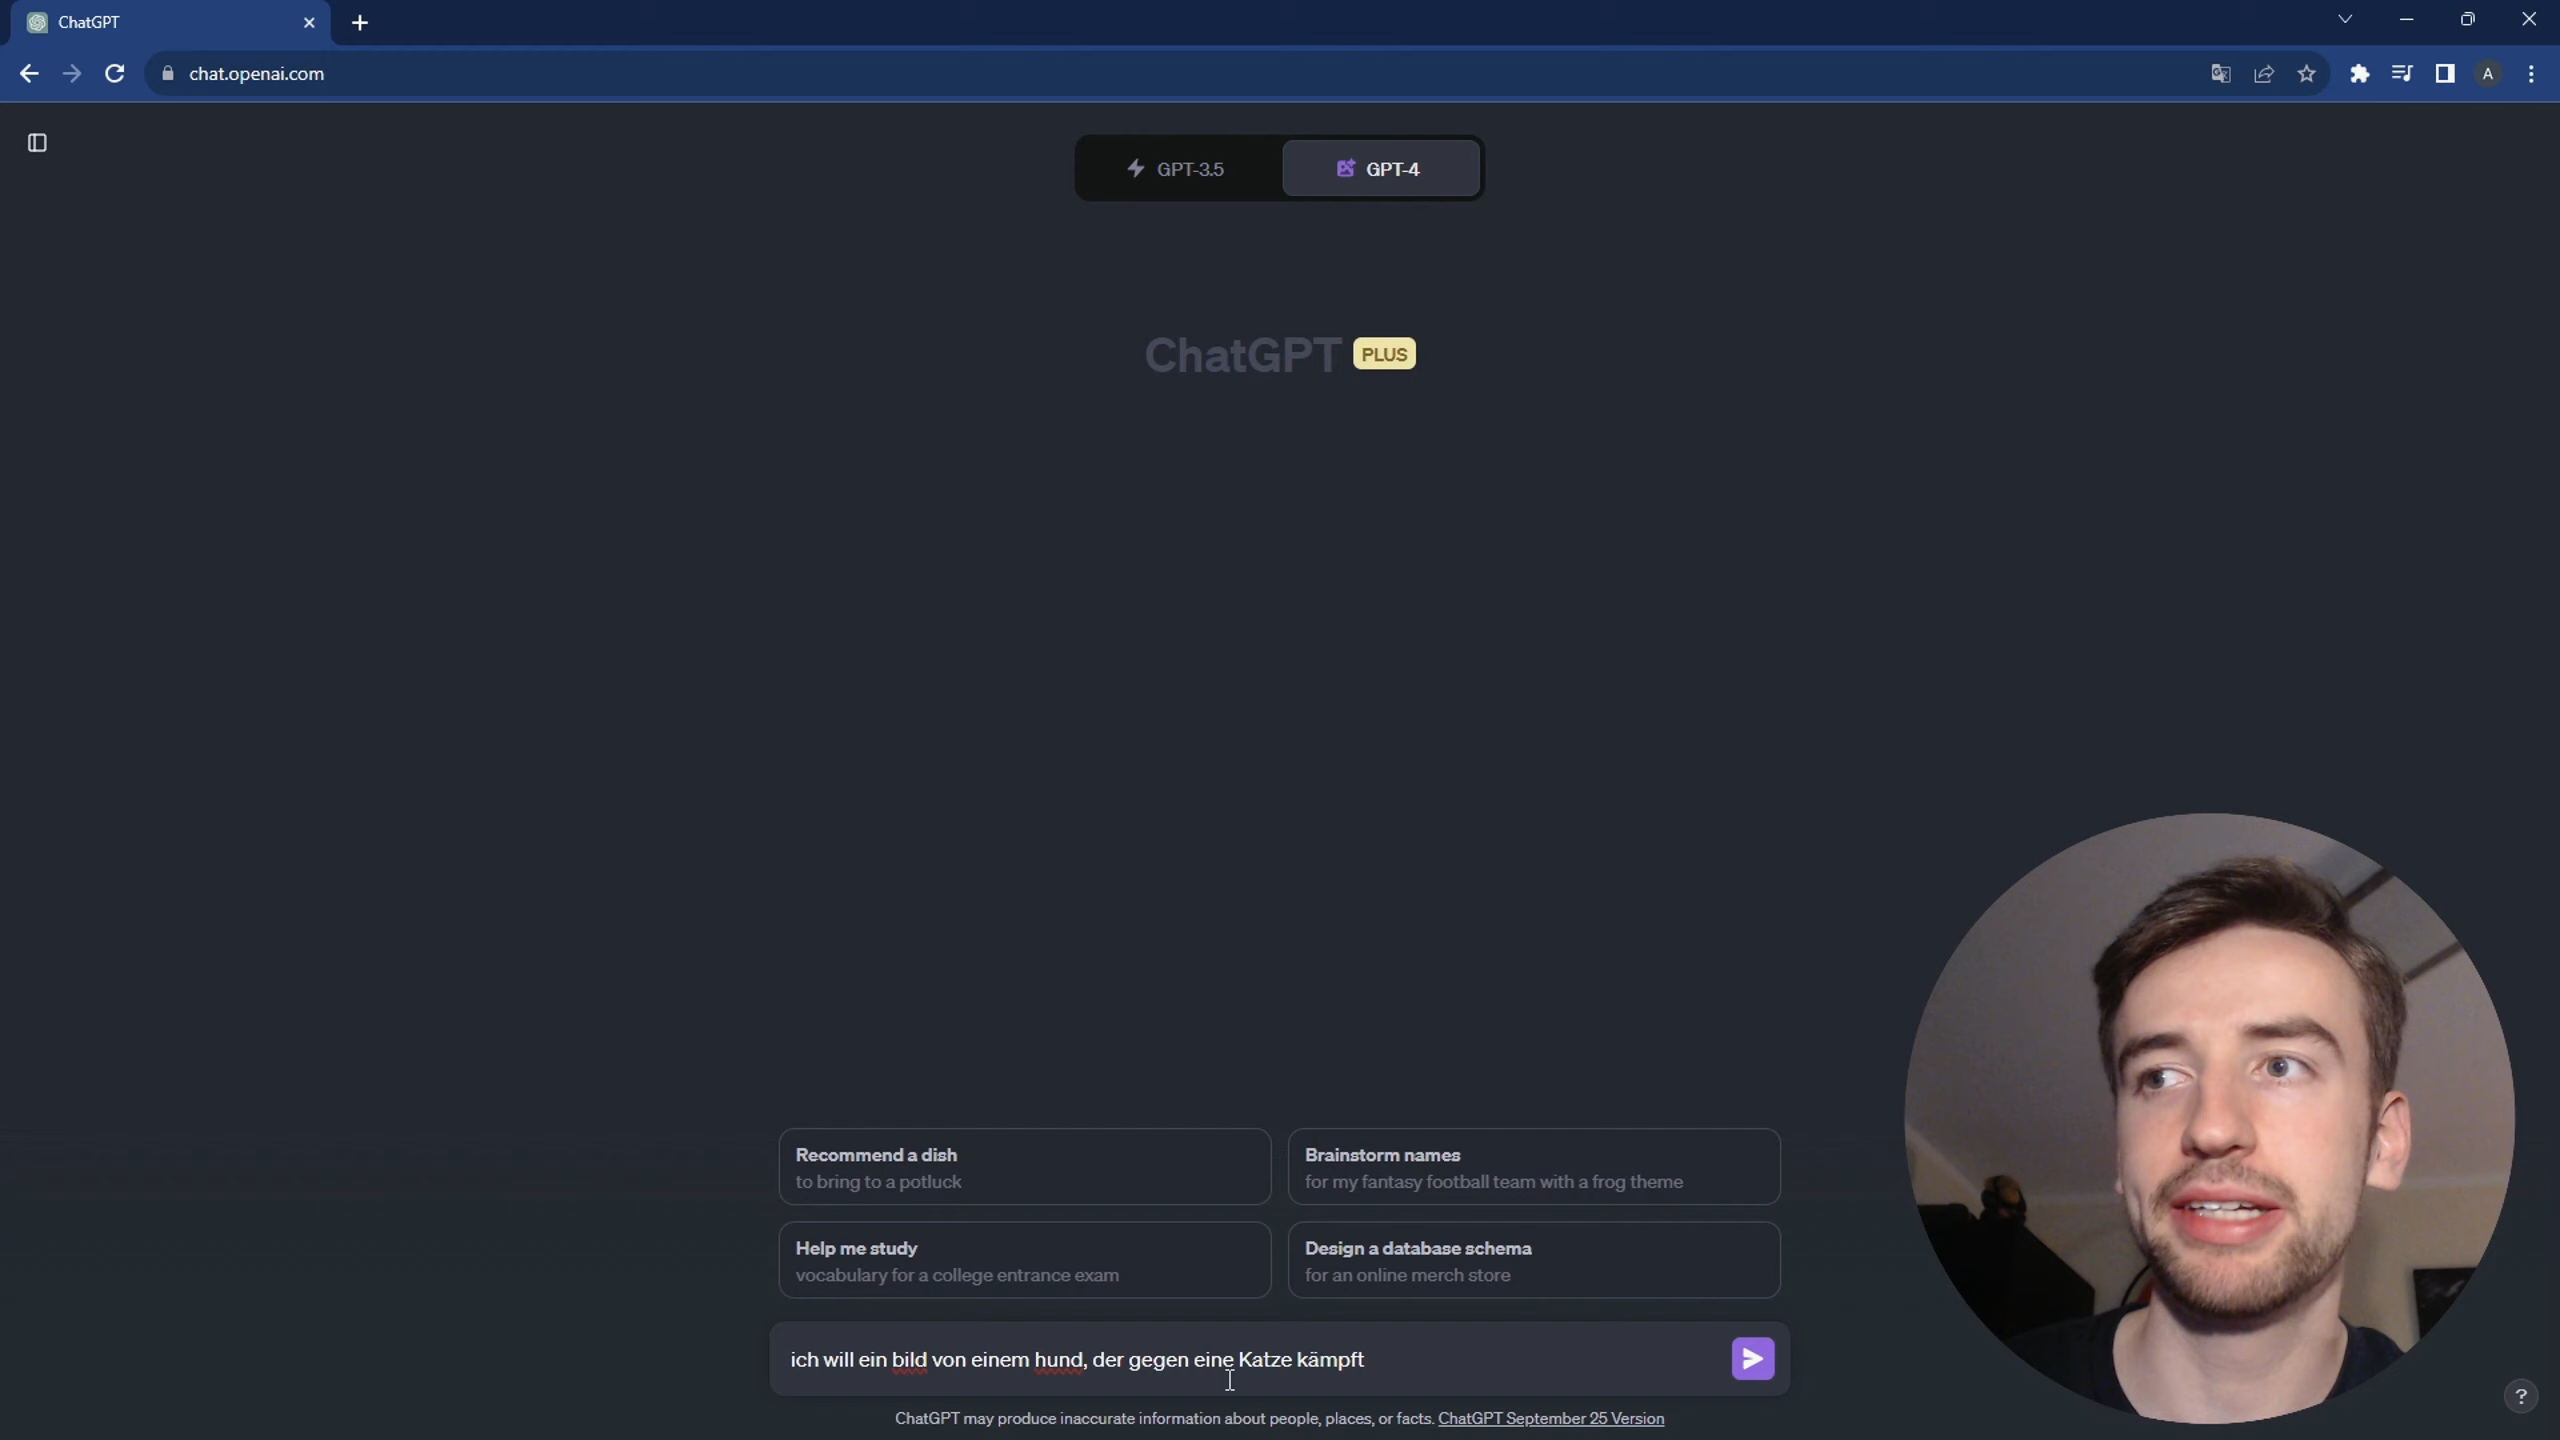 ChatGPT
chat.openai.com
A
GPT-3.5
GPT-4
ChatGPT PLUS
Recommend a dish
to bring to a potluck
Brainstorm names
for my fantasy football team with a frog theme
Help me study
vocabulary for a college entrance exam
Design a database schema
for an online merch store
ich will ein bild von einem hund, der gegen eine Katze kämpft
ChatGPT may produce inaccurate information about people, places, or facts. ChatGPT September 25 Version
?